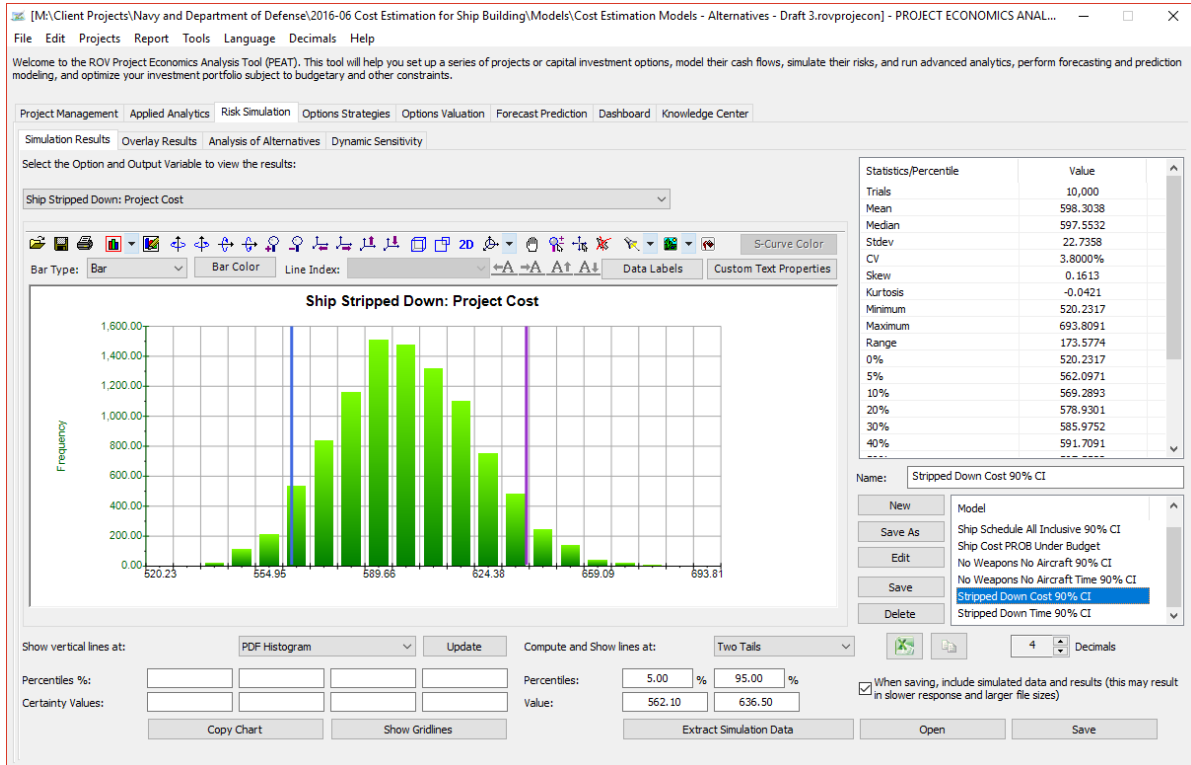 [M:\Client Projects\Navy and Department of Defense\2016-06 Cost Estimation for Ship Building\Models\Cost Estimation Models - Alternatives - Draft 3.rovprojecon] - PROJECT ECONOMICS ANAL...
File Edit Projects Report Tools Language Decimals Help
Welcome to the ROV Project Economics Analysis Tool (PEAT). This tool will help you set up a series of projects or capital investment options, model their cash flows, simulate their risks, and run advanced analytics, perform forecasting and prediction
modeling, and optimize your investment portfolio subject to budgetary and other constraints.
Project Management Applied Analytics Risk Simulation Options Strategies Options Valuation Forecast Prediction Dashboard Knowledge Center
Simulation Results Overlay Results Analysis of Alternatives Dynamic Sensitivity
Select the Option and Output Variable to view the results:
Ship Stripped Down: Project Cost
2D S-Curve Color
Bar Type: Bar Bar Color Line Index: A A A A Data Labels Custom Text Properties
Ship Stripped Down: Project Cost
Frequency
1,600.00
1,400.00
1,200.00
1,000.00
800.00
600.00
400.00
200.00
0.00
520.23 554.95 589.66 624.38 659.09 693.81
Statistics/Percentile Value
Trials 10,000
Mean 598.3038
Median 597.5532
Stdev 22.7358
CV 3.8000%
Skew 0.1613
Kurtosis -0.0421
Minimum 520.2317
Maximum 693.8091
Range 173.5774
0% 520.2317
5% 562.0971
10% 569.2893
20% 578.9301
30% 585.9752
40% 591.7091
Name: Stripped Down Cost 90% CI
New
Save As
Edit
Save
Delete
Model
Ship Schedule All Inclusive 90% CI
Ship Cost PROB Under Budget
No Weapons No Aircraft 90% CI
No Weapons No Aircraft Time 90% CI
Stripped Down Cost 90% CI
Stripped Down Time 90% CI
Show vertical lines at: PDF Histogram Update Compute and Show lines at: Two Tails 4 Decimals
Percentiles %: Percentiles: 5.00 % 95.00 %
Certainty Values: Value: 562.10 636.50
When saving, include simulated data and results (this may result
in slower response and larger file sizes)
Copy Chart Show Gridlines Extract Simulation Data Open Save